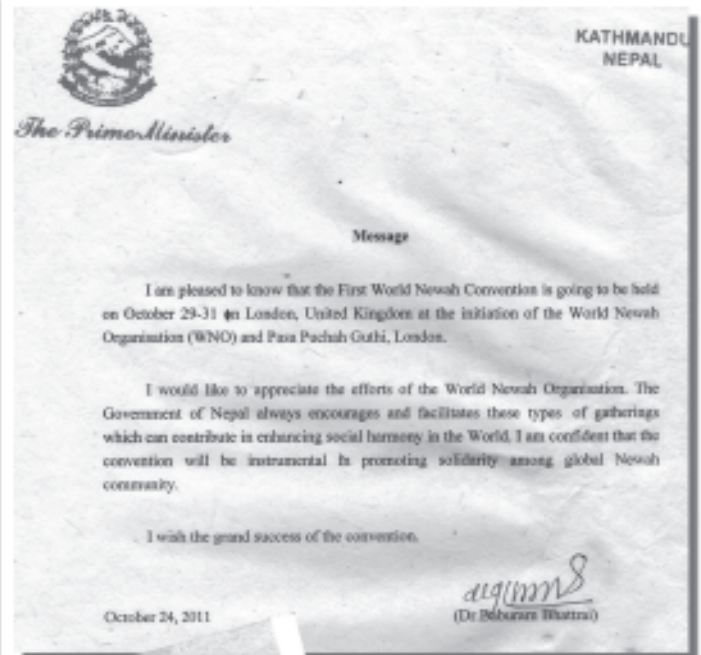 KATHMANDU
NEPAL
The Prime Minister
Message
I am pleased to know that the First World Newah Convention is going to be held
on October 29-31 in London, United Kingdom at the initiation of the World Newah
Organisation (WNO) and Pasa Puchah Guthi, London.
I would like to appreciate the efforts of the World Newah Organisation. The
Government of Nepal always encourages and facilitates these types of gatherings
which can contribute in enhancing social harmony in the World. I am confident that the
convention will be instrumental in promoting solidarity among global Newah
community.
I wish the grand success of the convention.
October 24, 2011
(Dr Baburam Bhattrai)